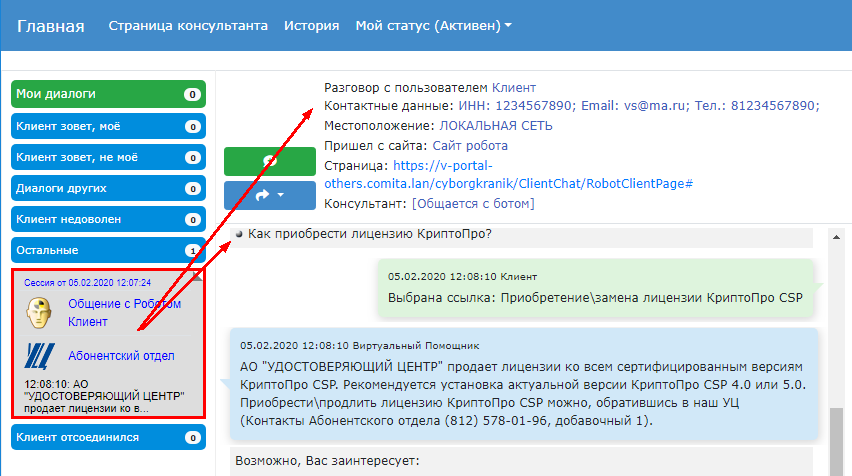 Главная Страница консультанта История Мой статус (Активен)
Мои диалоги 0
Клиент зовет, моё 0
Клиент зовет, не моё 0
Диалоги других 0
Клиент недоволен 0
Остальные 1
Сессия от 05.02.2020 12:07:24
Общение с Роботом
Клиент
УЦ
Абонентский отдел
12:08:10: АО
"УДОСТОВЕРЯЮЩИЙ ЦЕНТР"
продает лицензии ко в...
Клиент отсоединился 0
Разговор с пользователем Клиент
Контактные данные: ИНН: 1234567890; Email: vs@ma.ru; Тел.: 81234567890;
Местоположение: ЛОКАЛЬНАЯ СЕТЬ
Пришел с сайта: Сайт робота
Страница: https://v-portal-
others.comita.lan/cyborgkranik/ClientChat/RobotClientPage#
Консультант: [Общается с ботом]
Как приобрести лицензию КриптоПро?
05.02.2020 12:08:10 Клиент
Выбрана ссылка: Приобретение\замена лицензии КриптоПро CSP
05.02.2020 12:08:10 Виртуальный Помощник
АО "УДОСТОВЕРЯЮЩИЙ ЦЕНТР" продает лицензии ко всем сертифицированным версиям
КриптоПро CSP. Рекомендуется установка актуальной версии КриптоПро CSP 4.0 или 5.0.
Приобрести\продлить лицензию КриптоПро CSP можно, обратившись в наш УЦ
(Контакты Абонентского отдела (812) 578-01-96, добавочный 1).
Возможно, Вас заинтересует: